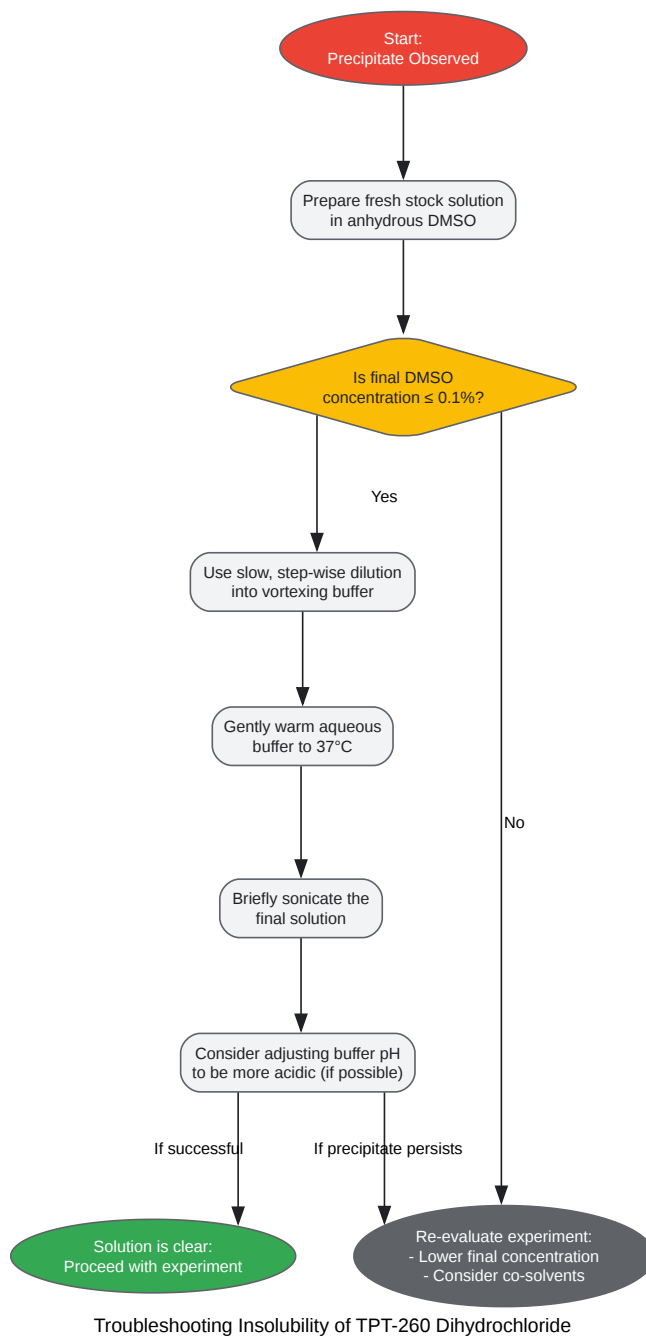 Start:
Precipitate Observed
Prepare fresh stock solution
in anhydrous DMSO
Is final DMSO
concentration ≤ 0.1%?
Yes
Use slow, step-wise dilution
into vortexing buffer
Gently warm aqueous
buffer to 37°C
No
Briefly sonicate the
final solution
Consider adjusting buffer pH
to be more acidic (if possible)
If successful
If precipitate persists
Solution is clear:
Proceed with experiment
Re-evaluate experiment:
- Lower final concentration
- Consider co-solvents
Troubleshooting Insolubility of TPT-260 Dihydrochloride